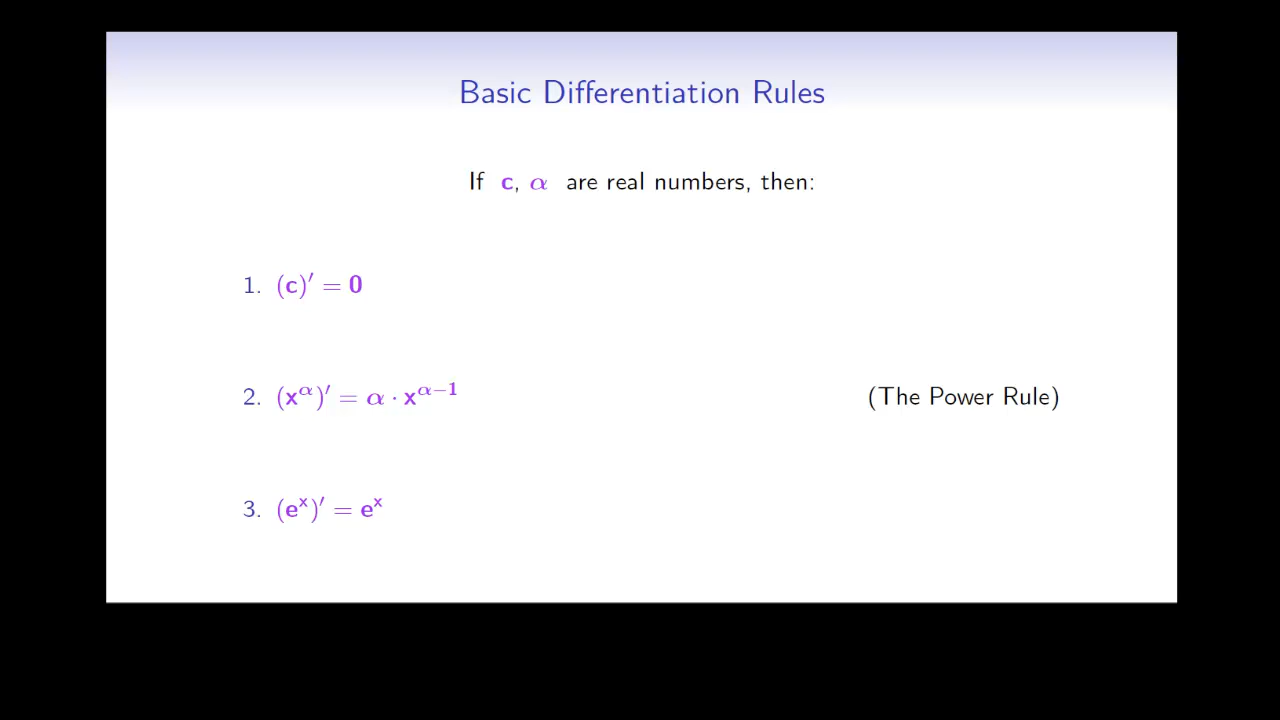 Basic Differentiation Rules
If c, α are real numbers, then:
1. (c)′ = 0
2. (x^α)′ = α · x^(α−1) (The Power Rule)
3. (e^x)′ = e^x